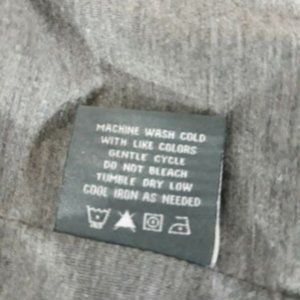 MACHINE WASH COLD
WITH LIKE COLORS
GENTLE CYCLE
DO NOT BLEACH
TUMBLE DRY LOW
COOL IRON AS NEEDED